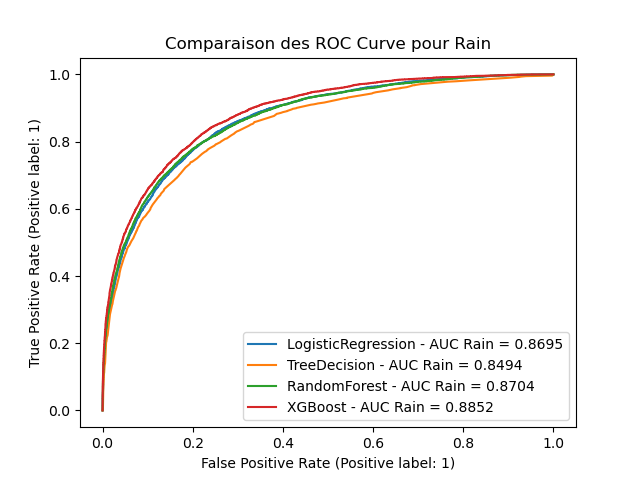 Comparaison des ROC Curve pour Rain
True Positive Rate (Positive label: 1)
1.0
0.8
0.6
0.4
0.2
0.0
LogisticRegression - AUC Rain = 0.8695
TreeDecision - AUC Rain = 0.8494
RandomForest - AUC Rain = 0.8704
XGBoost - AUC Rain = 0.8852
0.0 0.2 0.4 0.6 0.8 1.0
False Positive Rate (Positive label: 1)